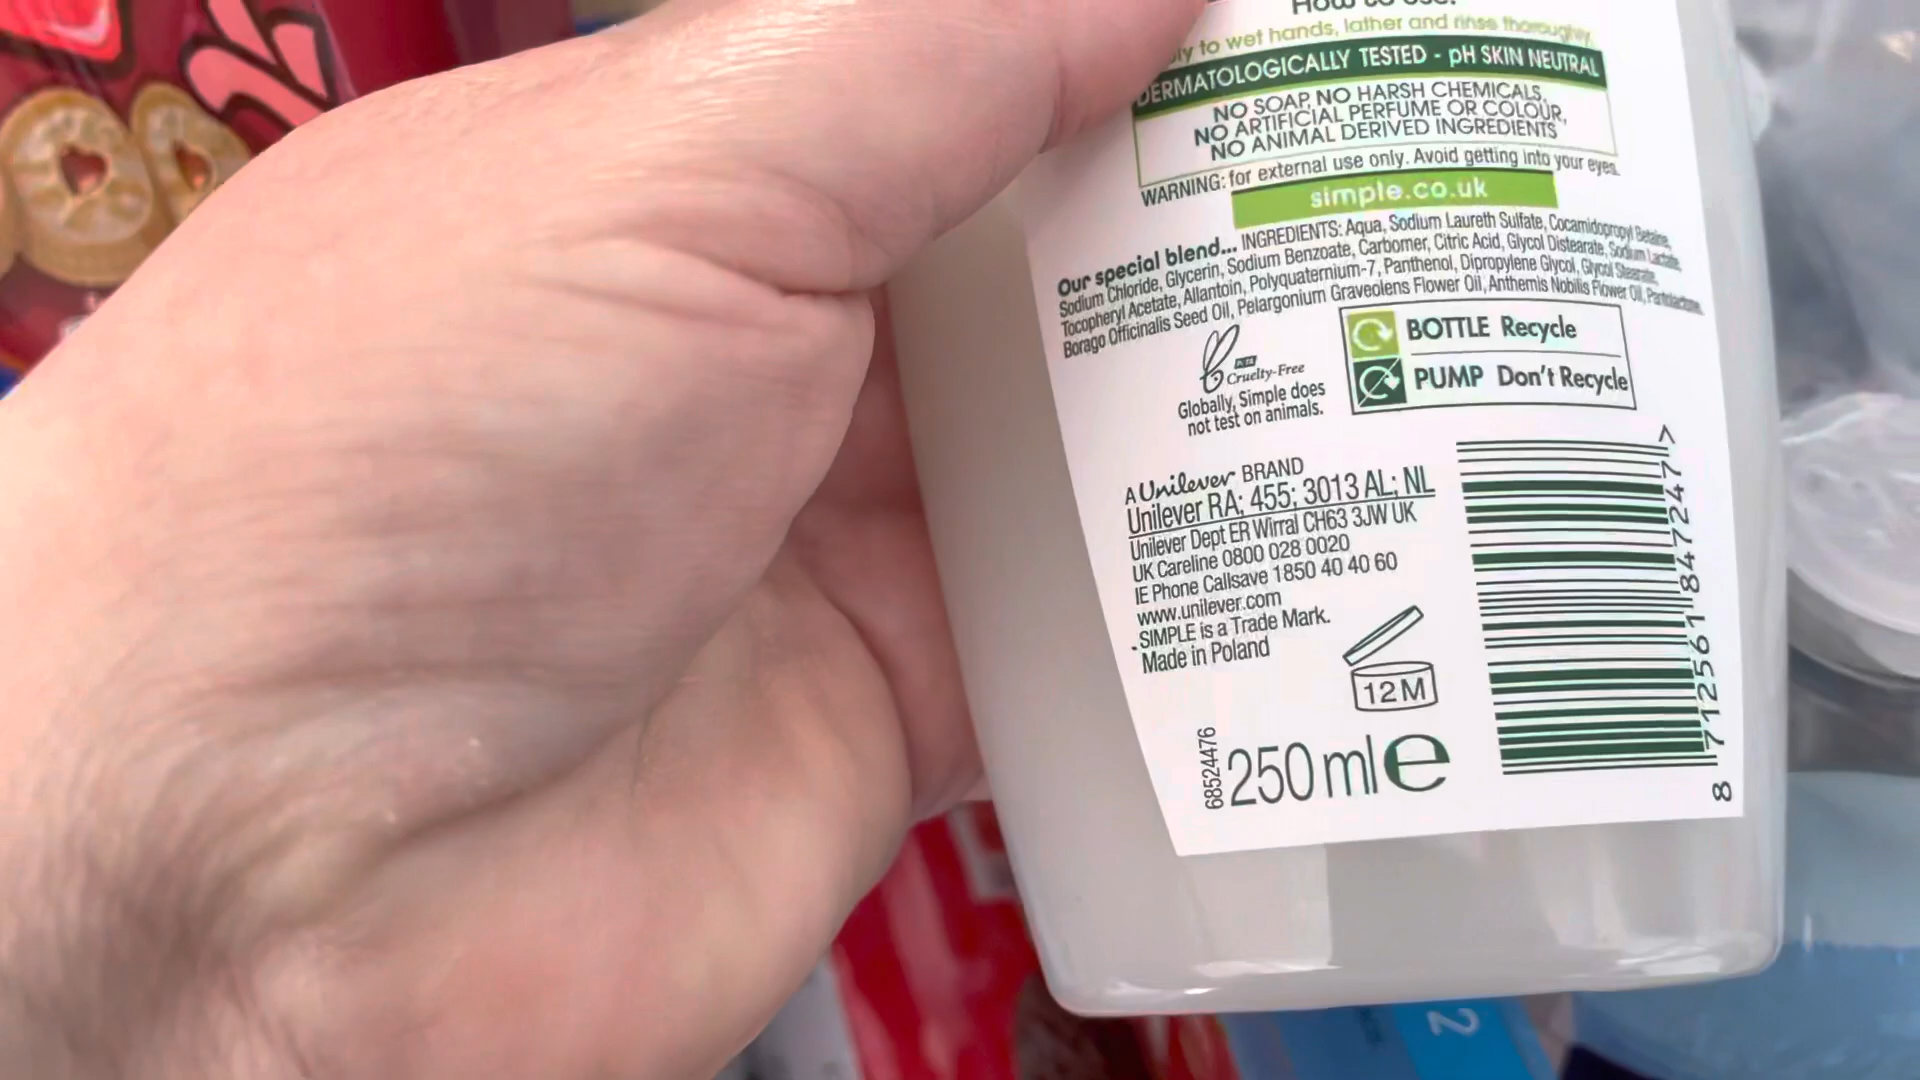 How to use:
to wet hands, lather and rinse thoroughly.
DERMATOLOGICALLY TESTED - pH SKIN NEUTRAL
NO SOAP, NO HARSH CHEMICALS,
NO ARTIFICIAL PERFUME OR COLOUR,
NO ANIMAL DERIVED INGREDIENTS
WARNING: for external use only. Avoid getting into your eyes.
simple.co.uk
Our special blend... INGREDIENTS: Aqua, Sodium Laureth Sulfate, Cocamidopropyl Betaine,
Sodium Chloride, Glycerin, Sodium Benzoate, Carbomer, Citric Acid, Glycol Distearate, Sodium Lactate,
Tocopheryl Acetate, Allantoin, Polyquaternium-7, Panthenol, Dipropylene Glycol, Glycol Stearate,
Borago Officinalis Seed Oil, Pelargonium Graveolens Flower Oil, Anthemis Nobilis Flower Oil, Pantolactone.
PETA
Cruelty-Free
Globally, Simple does
not test on animals.
BOTTLE Recycle
PUMP Don't Recycle
A Unilever BRAND
Unilever RA; 455; 3013 AL; NL
Unilever Dept ER Wirral CH63 3JW UK
UK Careline 0800 028 0020
IE Phone Callsave 1850 40 40 60
www.unilever.com
SIMPLE is a Trade Mark.
Made in Poland
12M
68524476
250 ml e
8 712561 847247 >
2